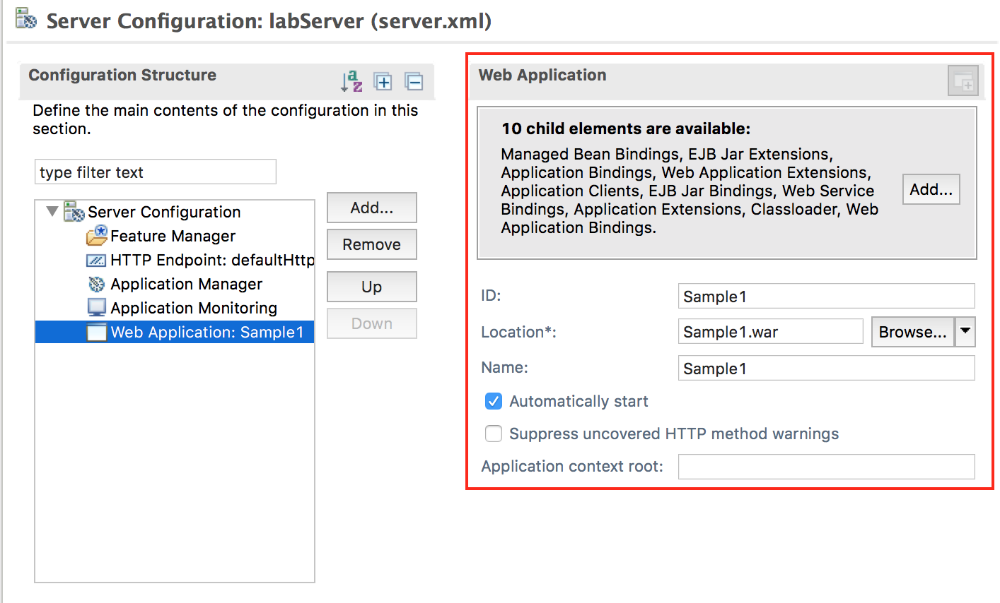 Server Configuration: labServer (server.xml)
Configuration Structure
Define the main contents of the configuration in this
section.
type filter text
Server Configuration
Feature Manager
HTTP Endpoint: defaultHttp
Application Manager
Application Monitoring
Web Application: Sample1
Add...
Remove
Up
Down
Web Application
10 child elements are available:
Managed Bean Bindings, EJB Jar Extensions,
Application Bindings, Web Application Extensions,
Application Clients, EJB Jar Bindings, Web Service
Bindings, Application Extensions, Classloader, Web
Application Bindings.
Add...
ID:
Sample1
Location*:
Sample1.war
Browse...
Name:
Sample1
Automatically start
Suppress uncovered HTTP method warnings
Application context root: